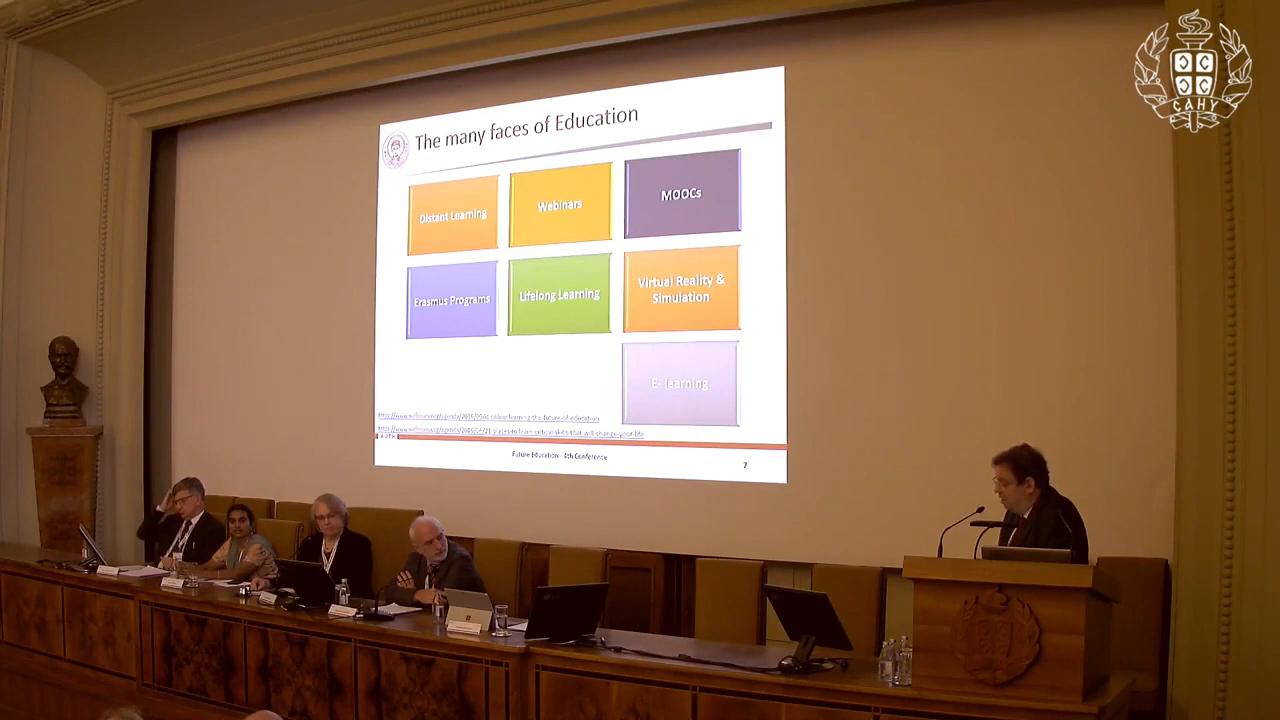 The many faces of Education
Distant Learning
Webinars
MOOCs
Erasmus Programs
Lifelong Learning
Virtual Reality &
Simulation
E- learning
A U T H
Future Education - 4th Conference
7
САНУ